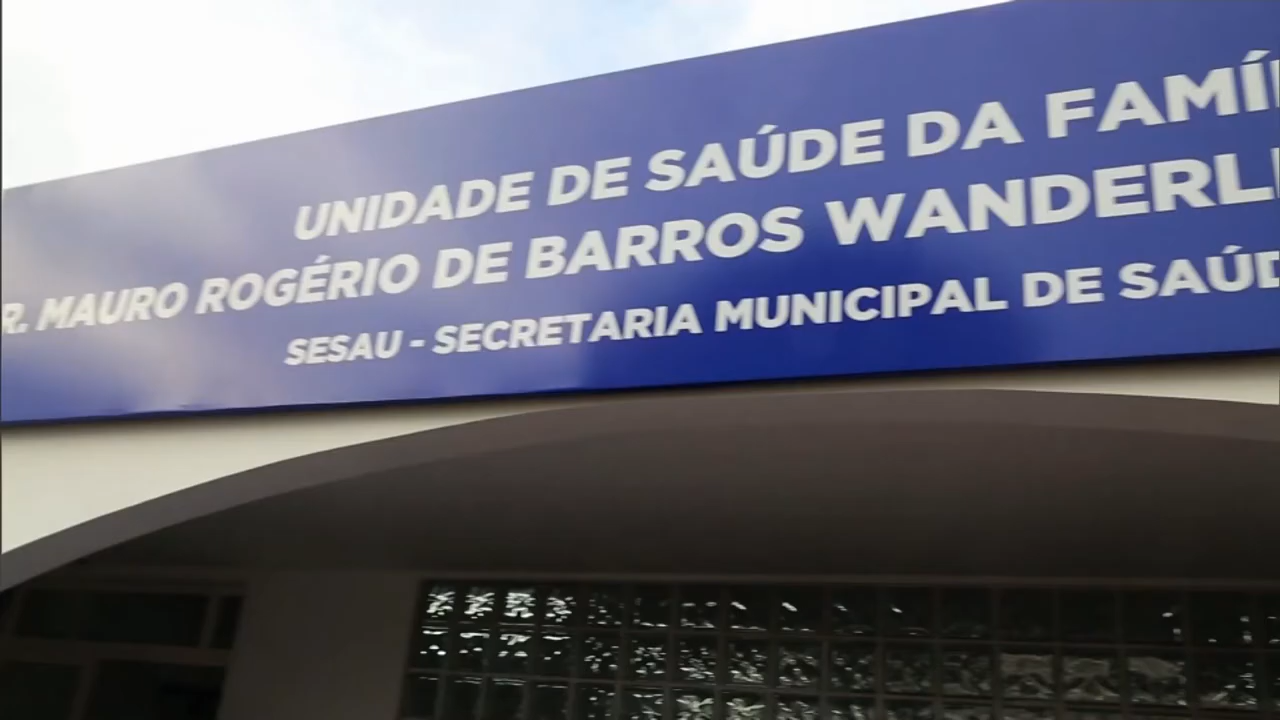 UNIDADE DE SAÚDE DA FAMÍ
R. MAURO ROGÉRIO DE BARROS WANDERL
SESAU - SECRETARIA MUNICIPAL DE SAÚD